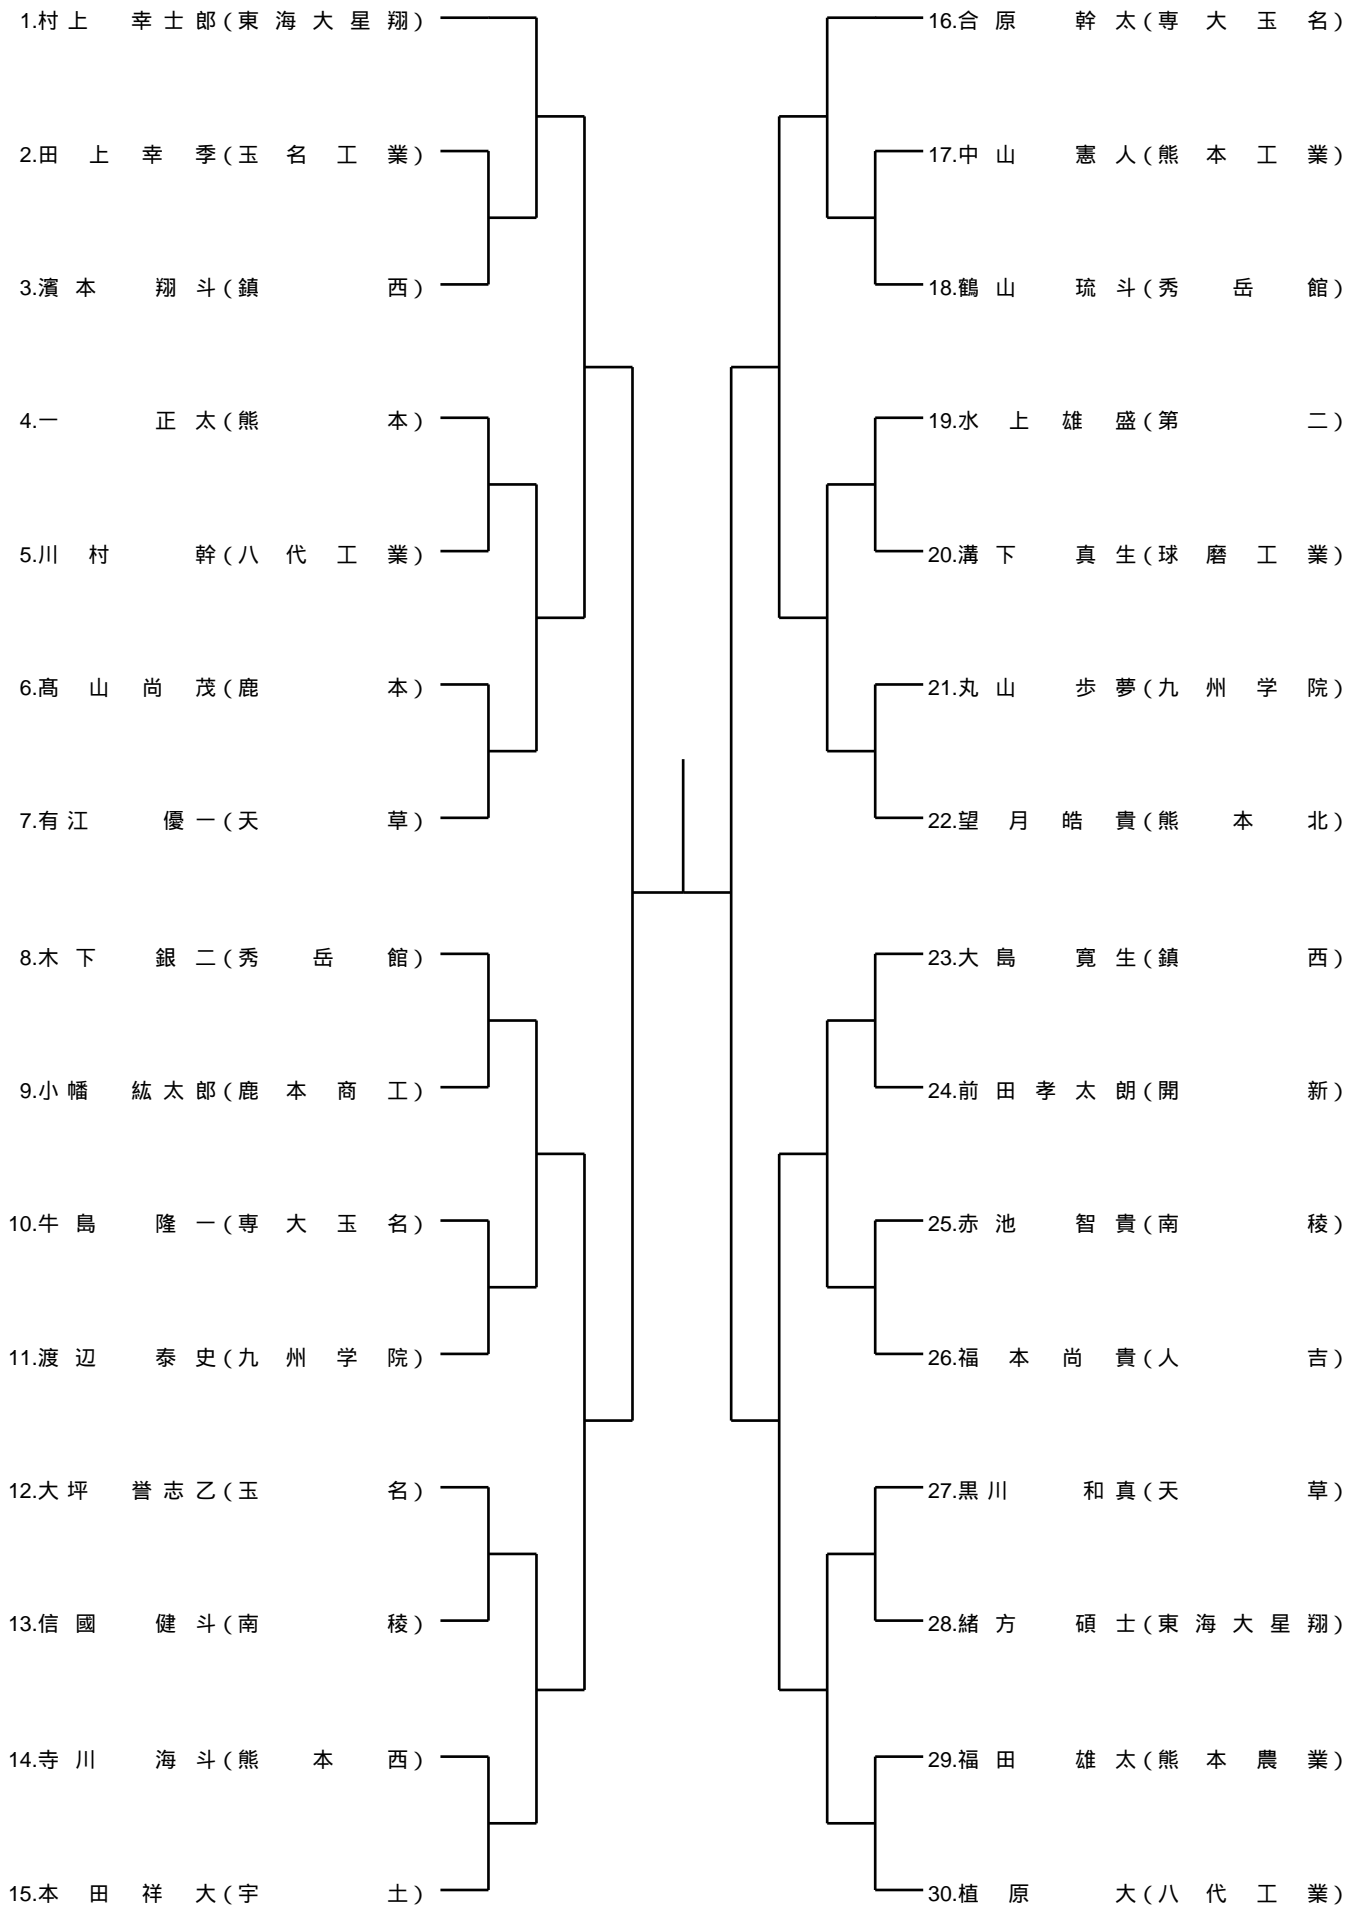 1.村上 幸士郎(東海大星翔)
2.田上幸季(玉名工業)
3.濱本 翔斗(鎮西)
4.一 正太(熊本)
5.川村 幹(八代工業)
6.髙山尚茂(鹿本)
7.有江 優一(天草)
8.木下 銀二(秀岳館)
9.小幡 紘太郎(鹿本商工)
10.牛島 隆一(専大玉名)
11.渡辺 泰史(九州学院)
12.大坪 誉志乙(玉名)
13.信國 健斗(南稜)
14.寺川 海斗(熊本西)
15.本田祥大(宇土)
16.合原 幹太(専大玉名)
17.中山 憲人(熊本工業)
18.鶴山 琉斗(秀岳館)
19.水上雄盛(第二)
20.溝下 真生(球磨工業)
21.丸山 歩夢(九州学院)
22.望月皓貴(熊本北)
23.大島 寛生(鎮西)
24.前田孝太朗(開新)
25.赤池 智貴(南稜)
26.福本尚貴(人吉)
27.黒川 和真(天草)
28.緒方 碩士(東海大星翔)
29.福田 雄太(熊本農業)
30.植原 大(八代工業)